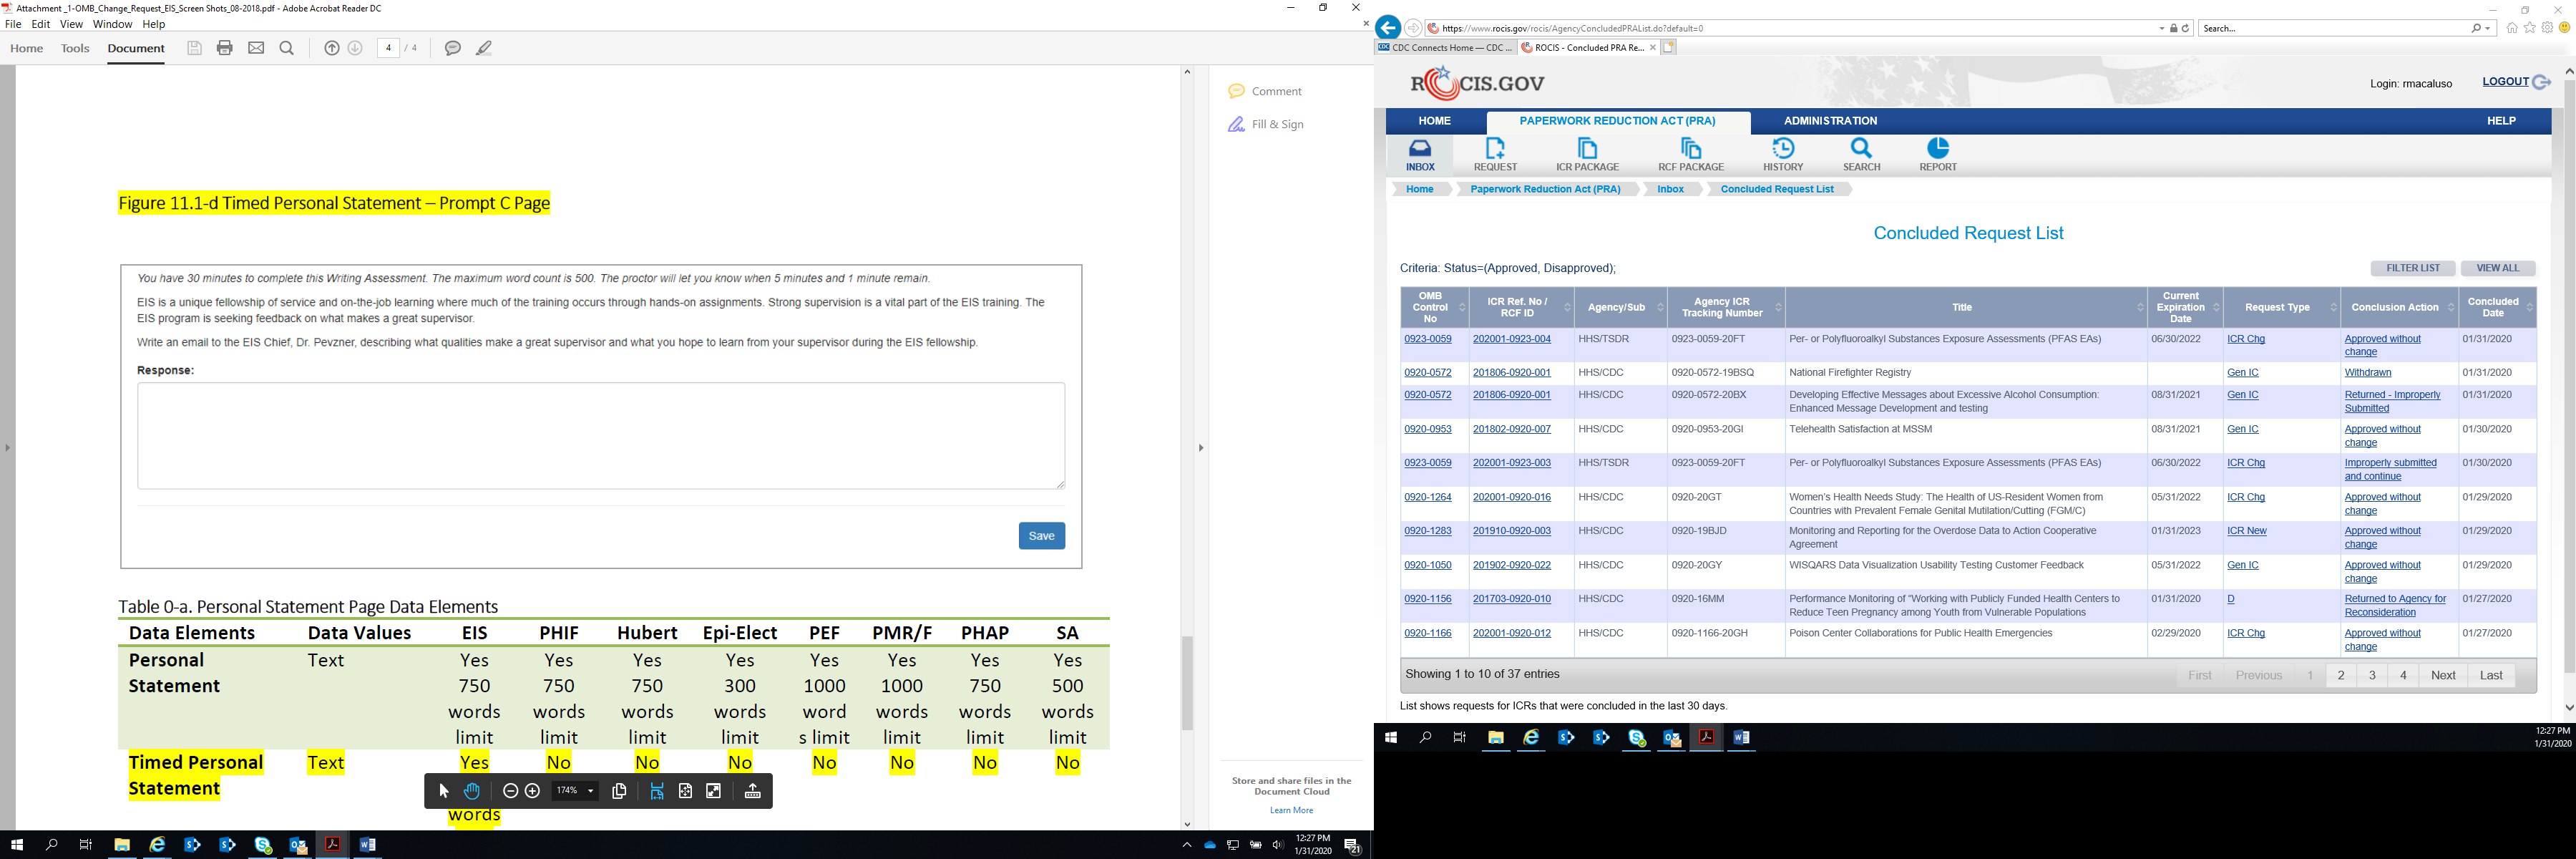 Attachment _1-OMB_Change_Request_EIS_Screen Shots_08-2018.pdf - Adobe Acrobat Reader DC
File Edit View Window Help
Home Tools Document 4 / 4
Comment
Fill & Sign
Figure 11.1-d Timed Personal Statement – Prompt C Page
You have 30 minutes to complete this Writing Assessment. The maximum word count is 500. The proctor will let you know when 5 minutes and 1 minute remain.
EIS is a unique fellowship of service and on-the-job learning where much of the training occurs through hands-on assignments. Strong supervision is a vital part of the EIS training. The
EIS program is seeking feedback on what makes a great supervisor.
Write an email to the EIS Chief, Dr. Pevzner, describing what qualities make a great supervisor and what you hope to learn from your supervisor during the EIS fellowship.
Response:
Save
Table 0-a. Personal Statement Page Data Elements
Data Elements Data Values EIS PHIF Hubert Epi-Elect PEF PMR/F PHAP SA
Personal Text Yes Yes Yes Yes Yes Yes Yes Yes
Statement 750 750 750 300 1000 1000 750 500
words words words words word words words words
limit limit limit limit s limit limit limit limit
Timed Personal Text Yes No No No No No No No
Statement
words
174%
Store and share files in the
Document Cloud
Learn More
12:27 PM
1/31/2020
21
https://www.rocis.gov/rocis/AgencyConcludedPRAList.do?default=0
Search...
CDC Connects Home — CDC ...
ROCIS - Concluded PRA Re...
ROCIS.GOV
Login: rmacaluso LOGOUT
HOME PAPERWORK REDUCTION ACT (PRA) ADMINISTRATION HELP
INBOX REQUEST ICR PACKAGE RCF PACKAGE HISTORY SEARCH REPORT
Home Paperwork Reduction Act (PRA) Inbox Concluded Request List
Concluded Request List
Criteria: Status=(Approved, Disapproved); FILTER LIST VIEW ALL
OMB Control No ICR Ref. No / RCF ID Agency/Sub Agency ICR Tracking Number Title Current Expiration Date Request Type Conclusion Action Concluded Date
0923-0059 202001-0923-004 HHS/TSDR 0923-0059-20FT Per- or Polyfluoroalkyl Substances Exposure Assessments (PFAS EAs) 06/30/2022 ICR Chg Approved without 01/31/2020
change
0920-0572 201806-0920-001 HHS/CDC 0920-0572-19BSQ National Firefighter Registry Gen IC Withdrawn 01/31/2020
0920-0572 201806-0920-001 HHS/CDC 0920-0572-20BX Developing Effective Messages about Excessive Alcohol Consumption: 08/31/2021 Gen IC Returned - Improperly 01/31/2020
Enhanced Message Development and testing Submitted
0920-0953 201802-0920-007 HHS/CDC 0920-0953-20GI Telehealth Satisfaction at MSSM 08/31/2021 Gen IC Approved without 01/30/2020
change
0923-0059 202001-0923-003 HHS/TSDR 0923-0059-20FT Per- or Polyfluoroalkyl Substances Exposure Assessments (PFAS EAs) 06/30/2022 ICR Chg Improperly submitted 01/30/2020
and continue
0920-1264 202001-0920-016 HHS/CDC 0920-20GT Women's Health Needs Study: The Health of US-Resident Women from 05/31/2022 ICR Chg Approved without 01/29/2020
Countries with Prevalent Female Genital Mutilation/Cutting (FGM/C) change
0920-1283 201910-0920-003 HHS/CDC 0920-19BJD Monitoring and Reporting for the Overdose Data to Action Cooperative 01/31/2023 ICR New Approved without 01/29/2020
Agreement change
0920-1050 201902-0920-022 HHS/CDC 0920-20GY WISQARS Data Visualization Usability Testing Customer Feedback 05/31/2022 Gen IC Approved without 01/29/2020
change
0920-1156 201703-0920-010 HHS/CDC 0920-16MM Performance Monitoring of "Working with Publicly Funded Health Centers to 01/31/2020 D Returned to Agency for 01/27/2020
Reduce Teen Pregnancy among Youth from Vulnerable Populations Reconsideration
0920-1166 202001-0920-012 HHS/CDC 0920-1166-20GH Poison Center Collaborations for Public Health Emergencies 02/29/2020 ICR Chg Approved without 01/27/2020
change
Showing 1 to 10 of 37 entries First Previous 1 2 3 4 Next Last
List shows requests for ICRs that were concluded in the last 30 days.
12:27 PM
1/31/2020